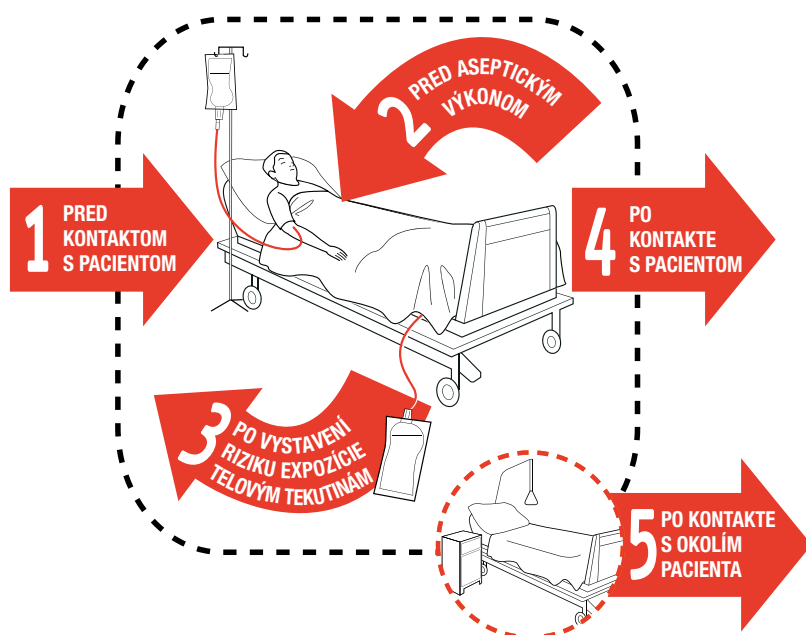 1
PRED
KONTAKTOM
S PACIENTOM
2
PRED ASEPTICKÝM
VÝKONOM
3
PO VYSTAVENÍ
RIZIKU EXPOZÍCIE
TELOVÝM TEKUTINÁM
4
PO
KONTAKTE
S PACIENTOM
5
PO KONTAKTE
S OKOLÍM
PACIENTA